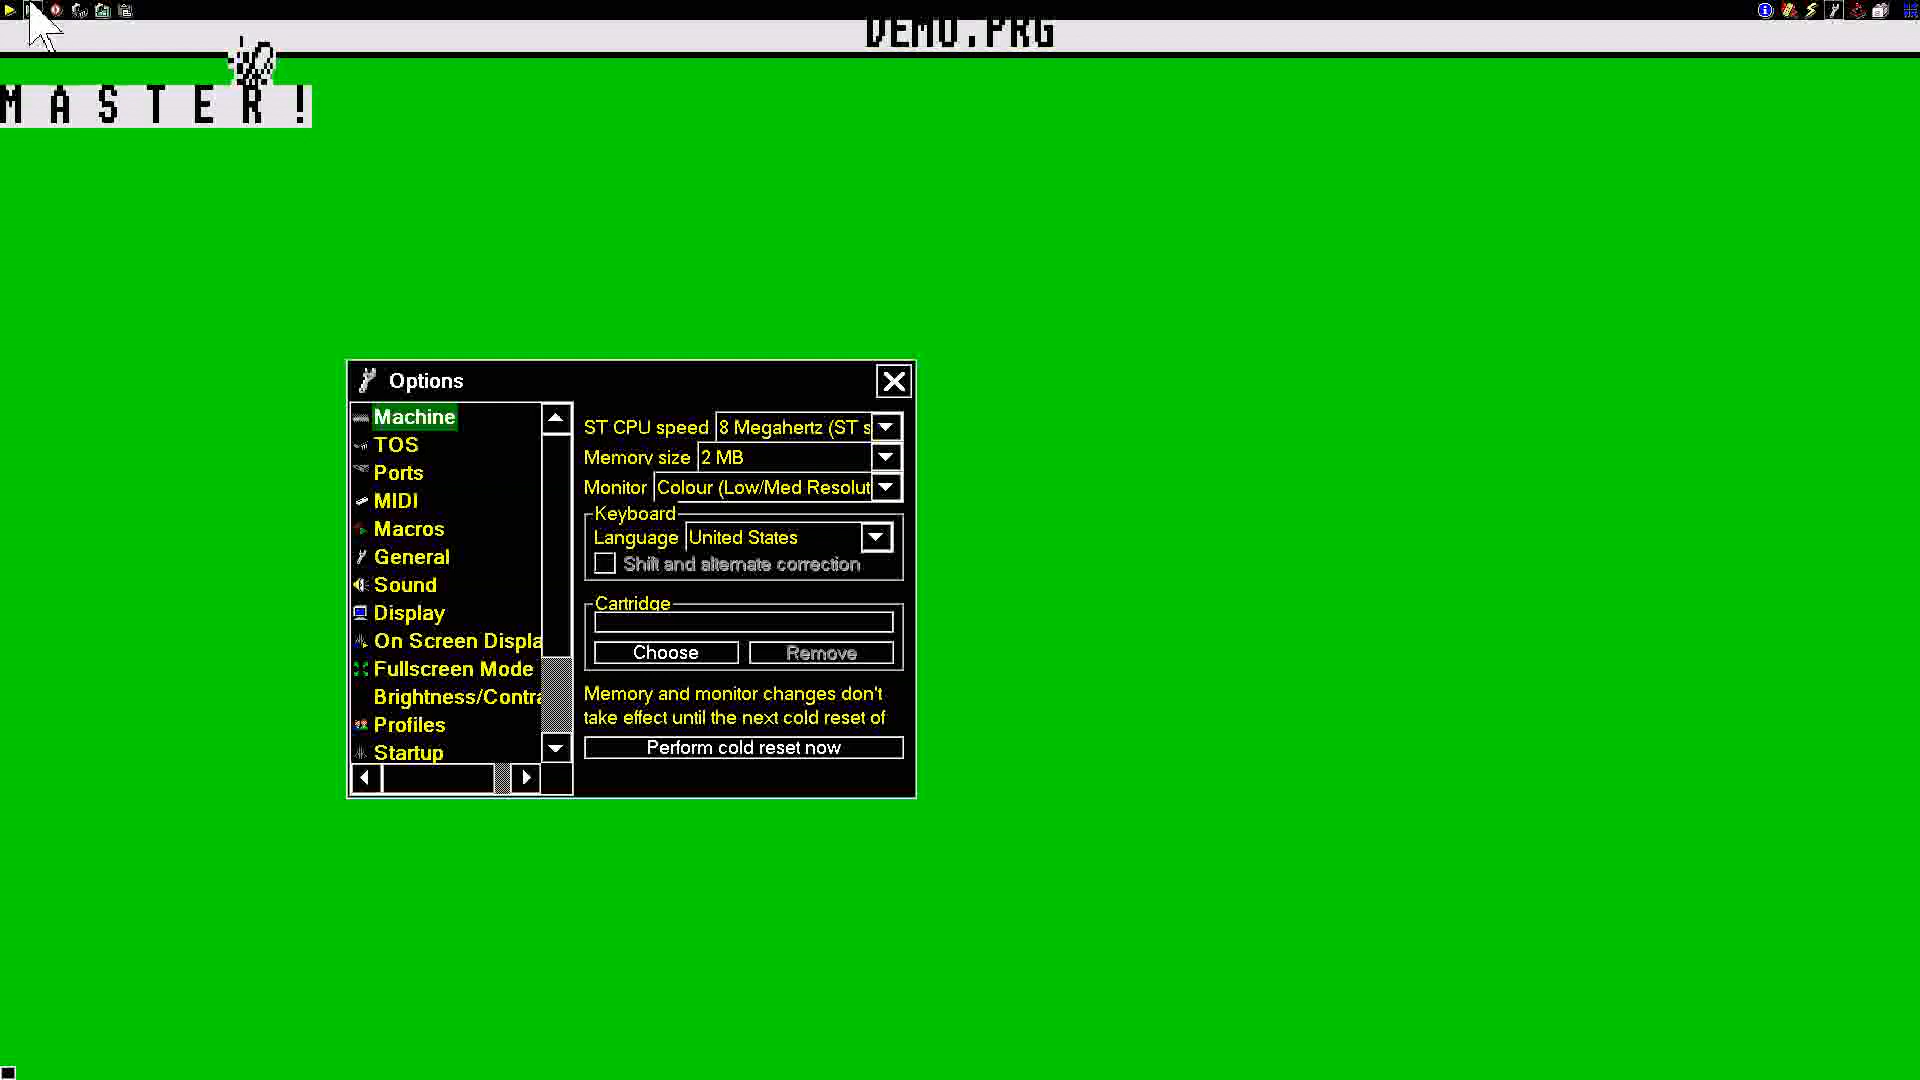 DEMO.PRG
MASTER!
Options
Machine
TOS
Ports
MIDI
Macros
General
Sound
Display
On Screen Displa
Fullscreen Mode
Brightness/Contra
Profiles
Startup
ST CPU speed 8 Megahertz (ST s
Memory size 2 MB
Monitor Colour (Low/Med Resolut
Keyboard
Language United States
Shift and alternate correction
Cartridge
Choose Remove
Memory and monitor changes don't
take effect until the next cold reset of
Perform cold reset now